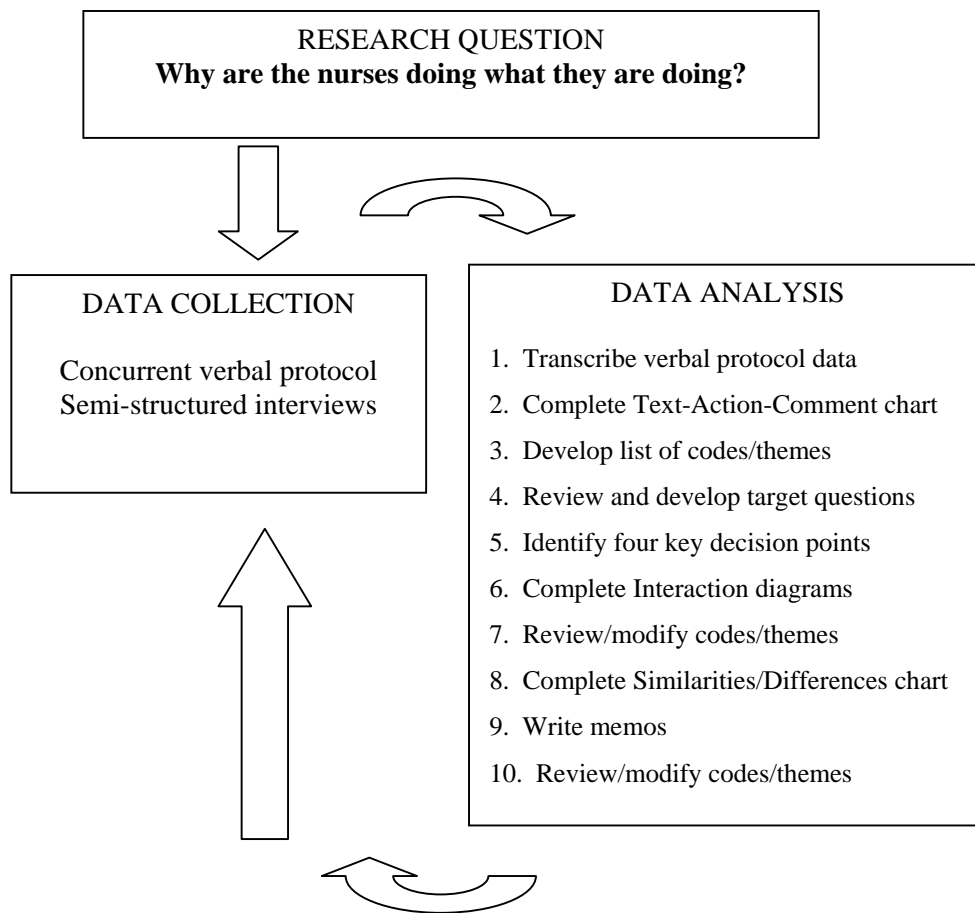 RESEARCH QUESTION
Why are the nurses doing what they are doing?
DATA COLLECTION
Concurrent verbal protocol
Semi-structured interviews
DATA ANALYSIS
1. Transcribe verbal protocol data
2. Complete Text-Action-Comment chart
3. Develop list of codes/themes
4. Review and develop target questions
5. Identify four key decision points
6. Complete Interaction diagrams
7. Review/modify codes/themes
8. Complete Similarities/Differences chart
9. Write memos
10. Review/modify codes/themes